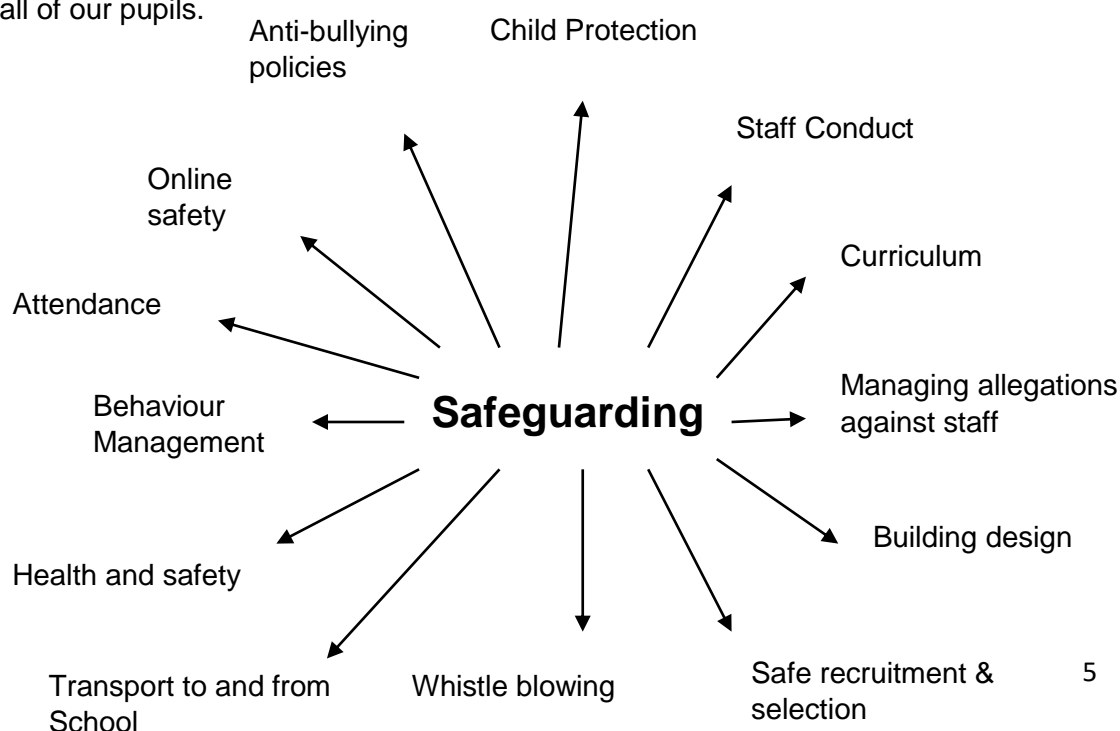 all of our pupils.
Anti-bullying
policies
Child Protection
Staff Conduct
Online
safety
Curriculum
Attendance
Managing allegations
against staff
Behaviour
Management
Safeguarding
Building design
Health and safety
Transport to and from
School
Whistle blowing
Safe recruitment &
selection
5